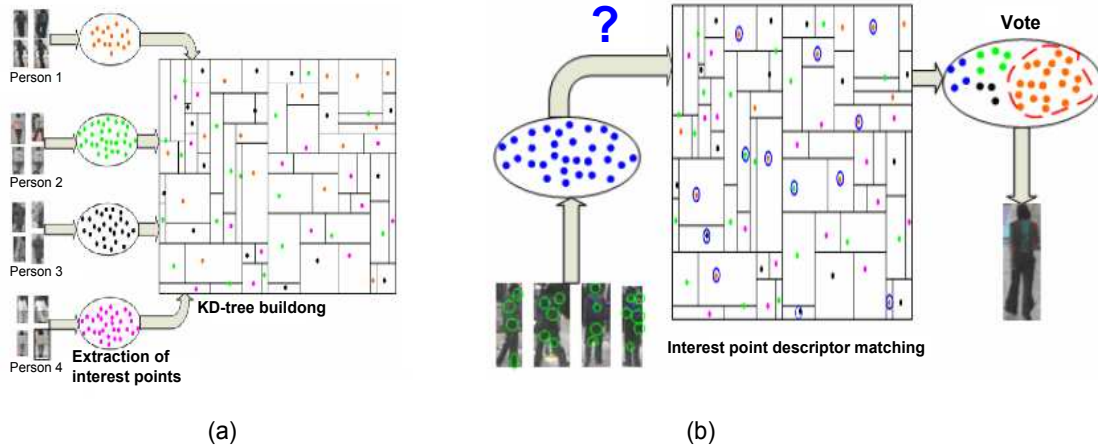 Person 1
Person 2
Person 3
Person 4
Extraction of
interest points
KD-tree buildong
(a)
?
Interest point descriptor matching
Vote
(b)